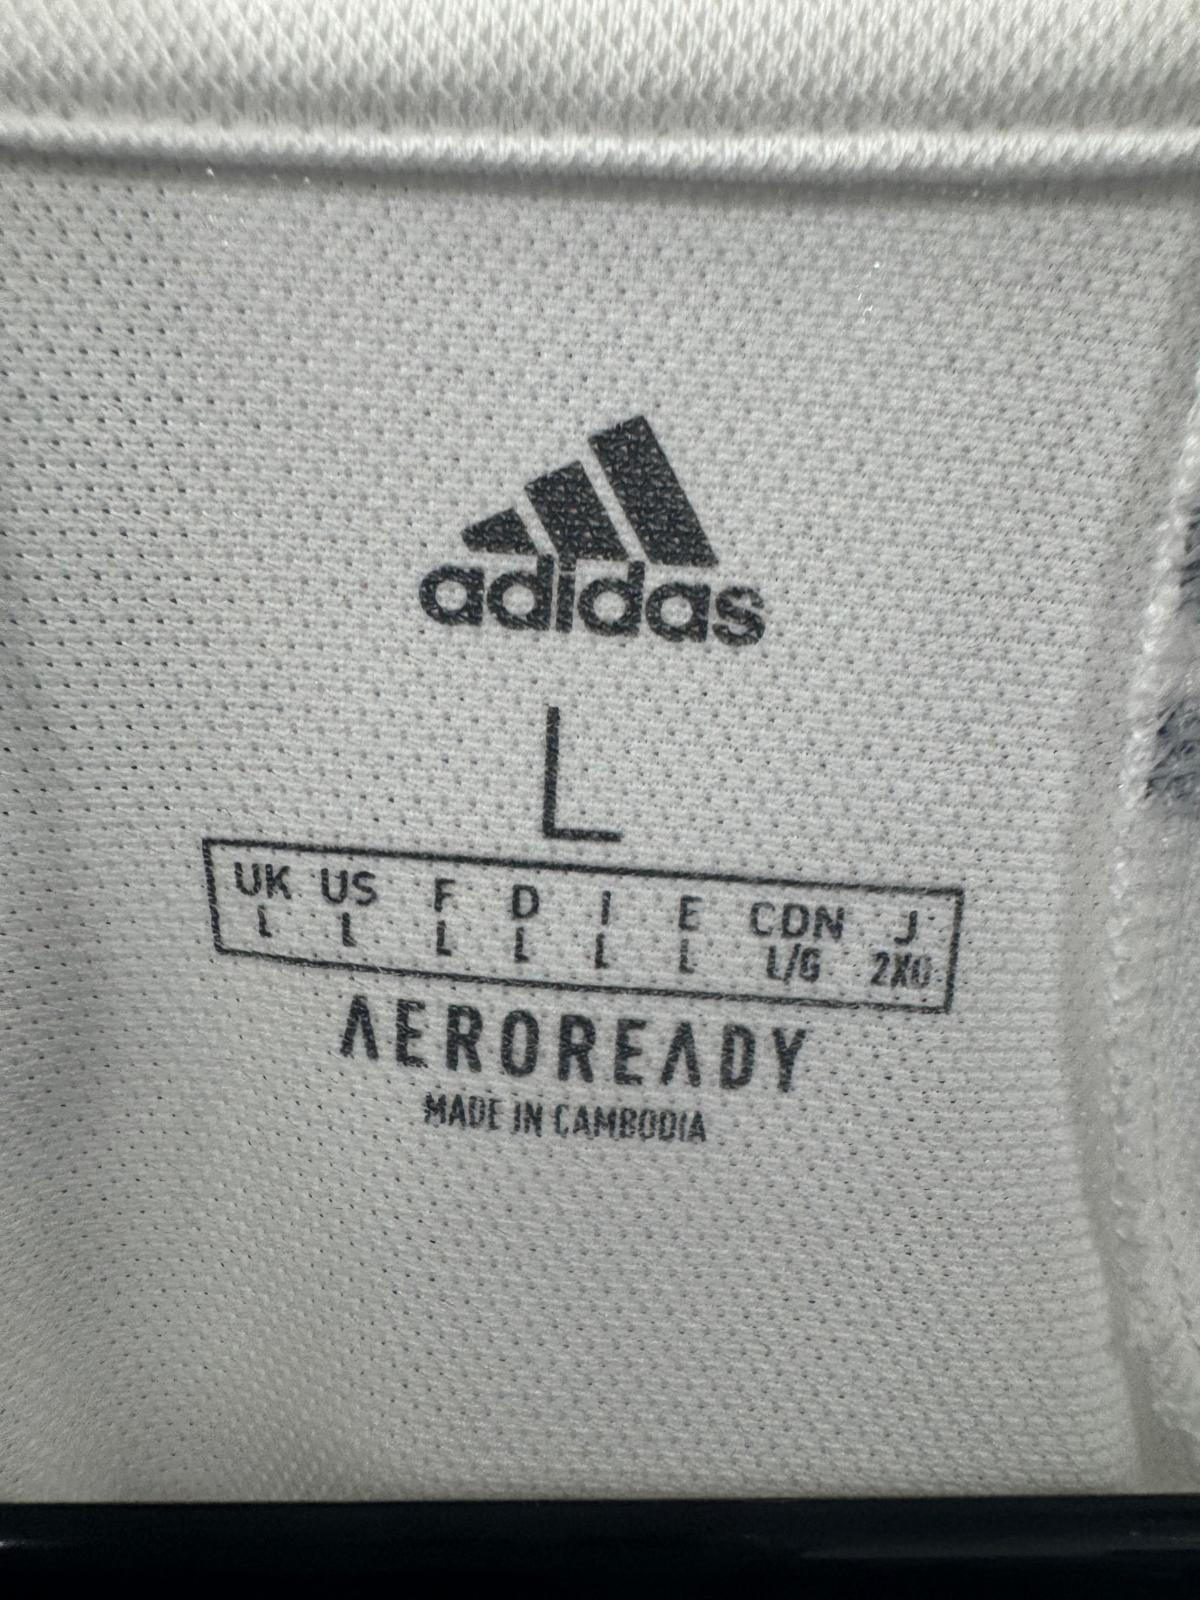 adidas
L
UK US F D I E CDN J
L L L L L L L/G 2XO
AEROREADY
MADE IN CAMBODIA